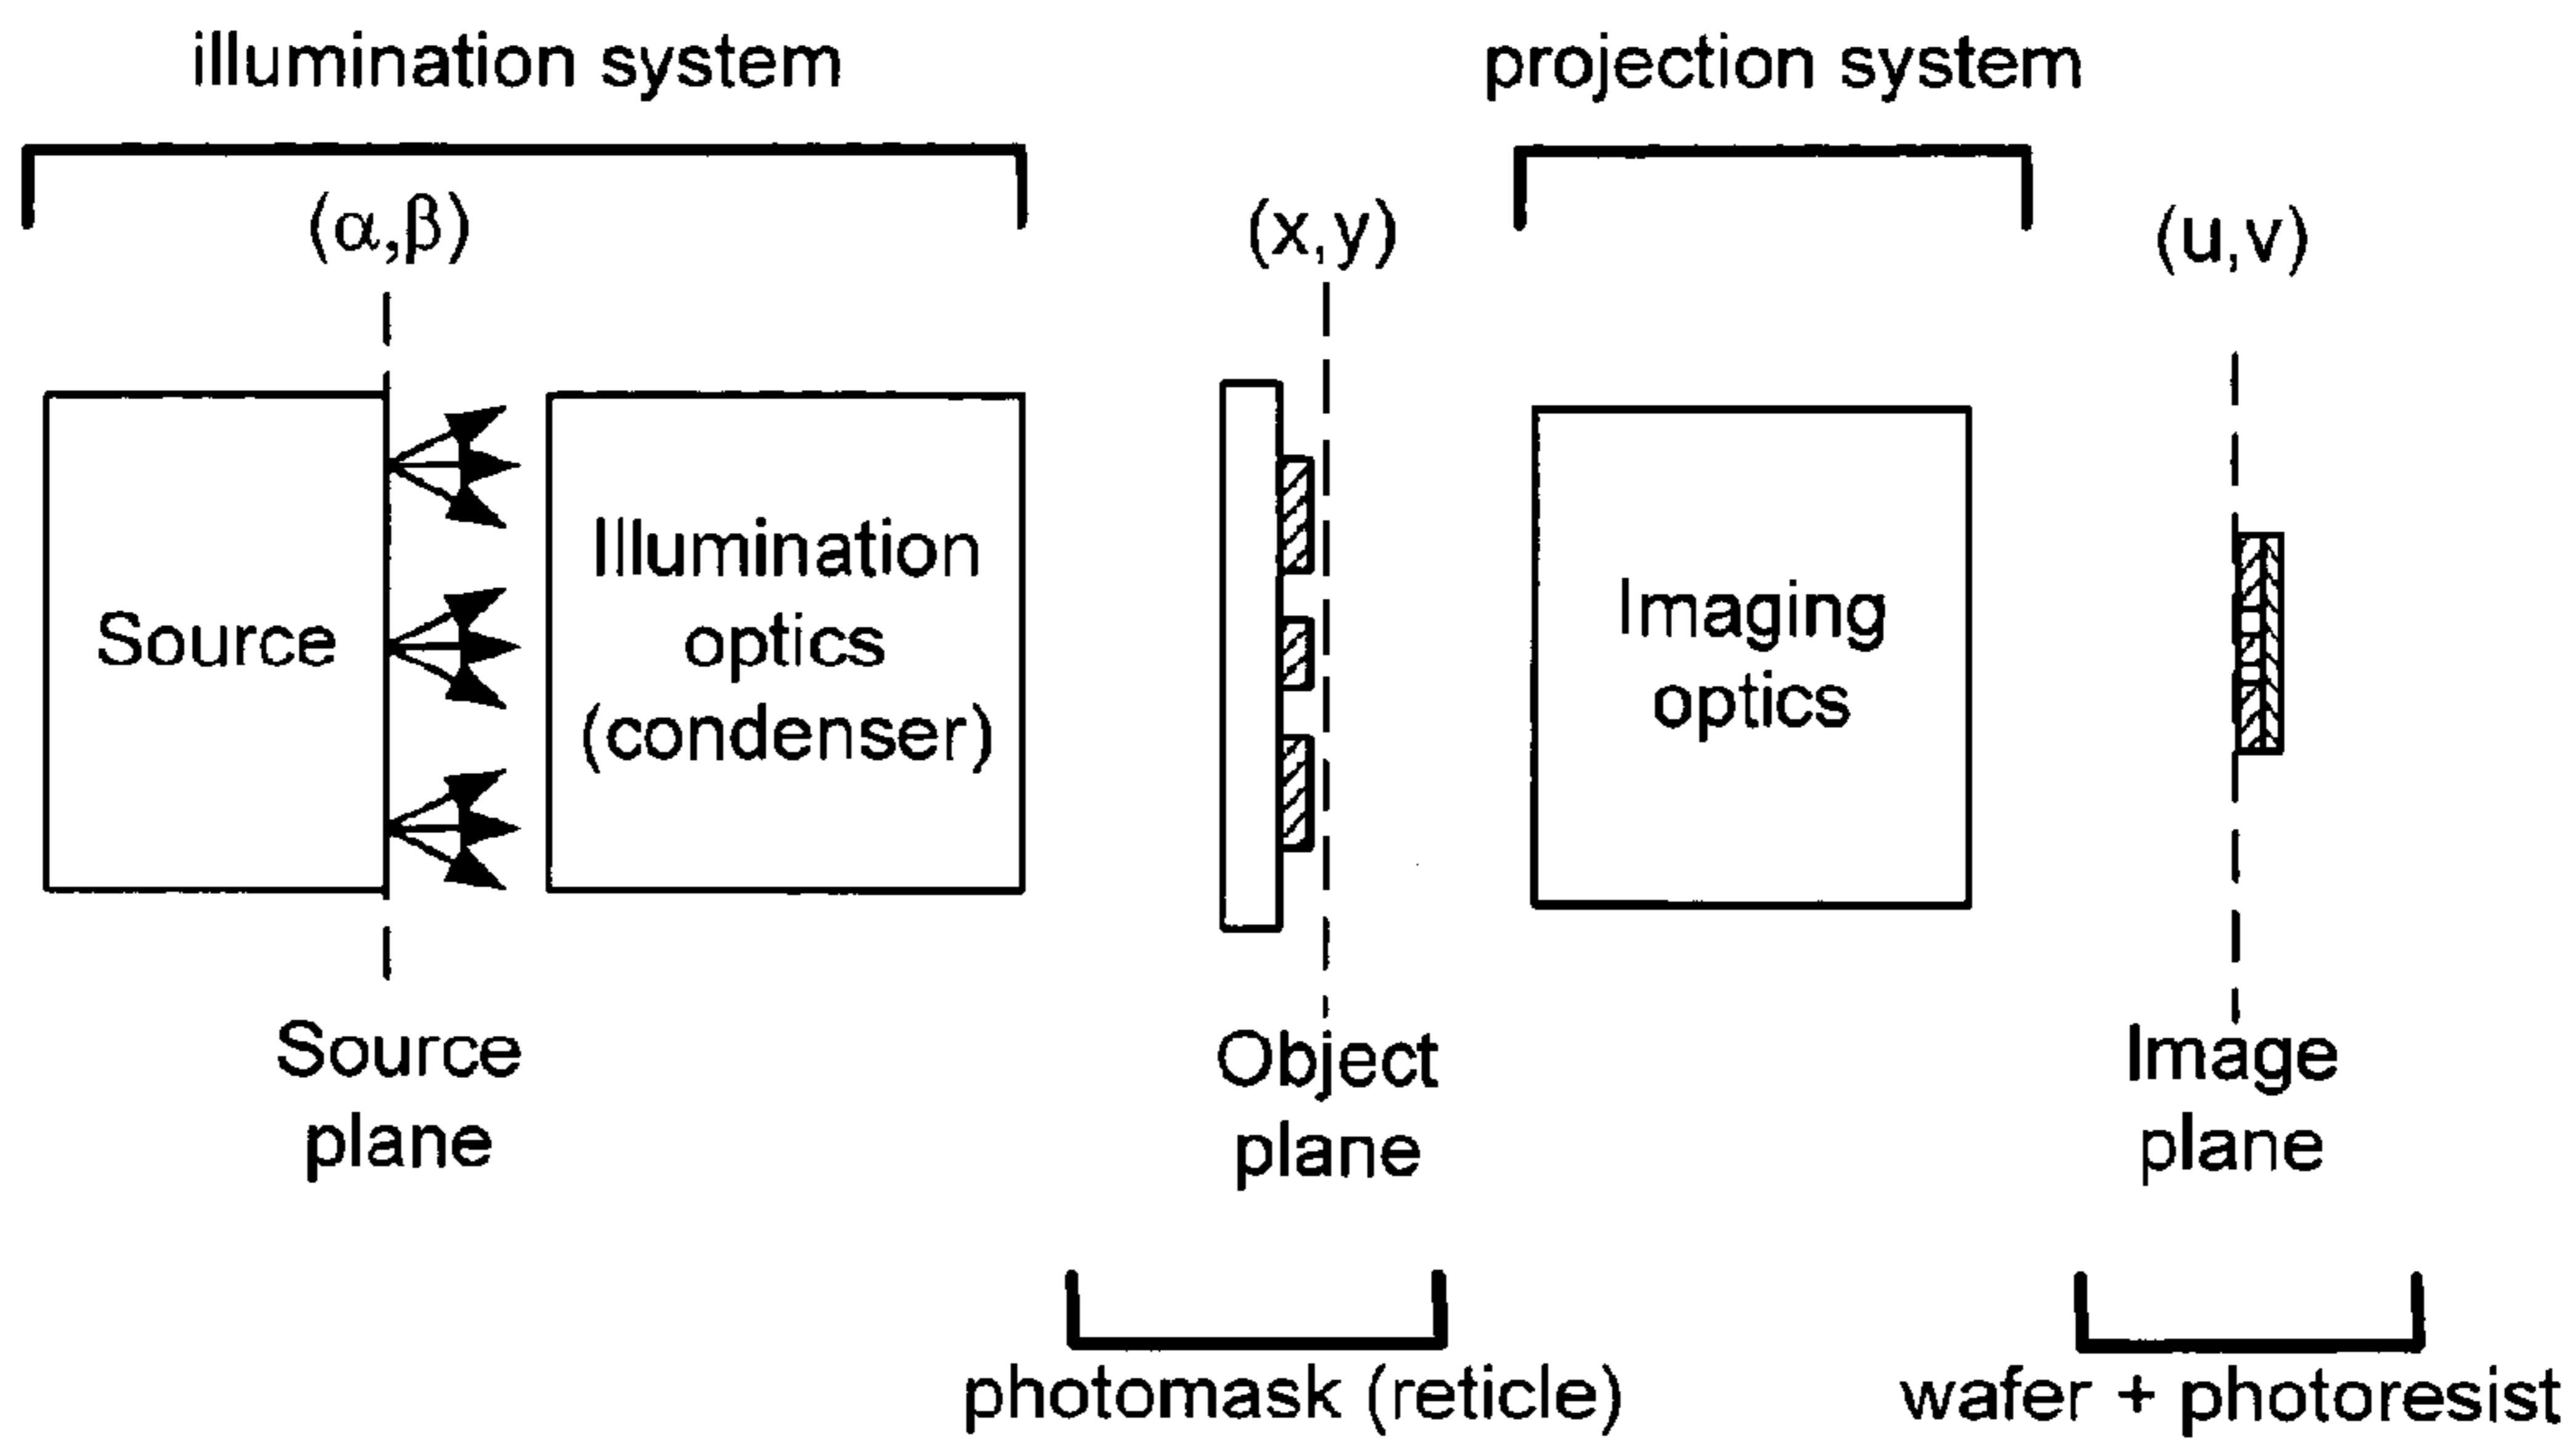 illumination system
projection system
(α,β)
(x,y)
(u,v)
Source
Illumination
optics
(condenser)
Imaging
optics
Source
plane
Object
plane
Image
plane
photomask (reticle)
wafer + photoresist